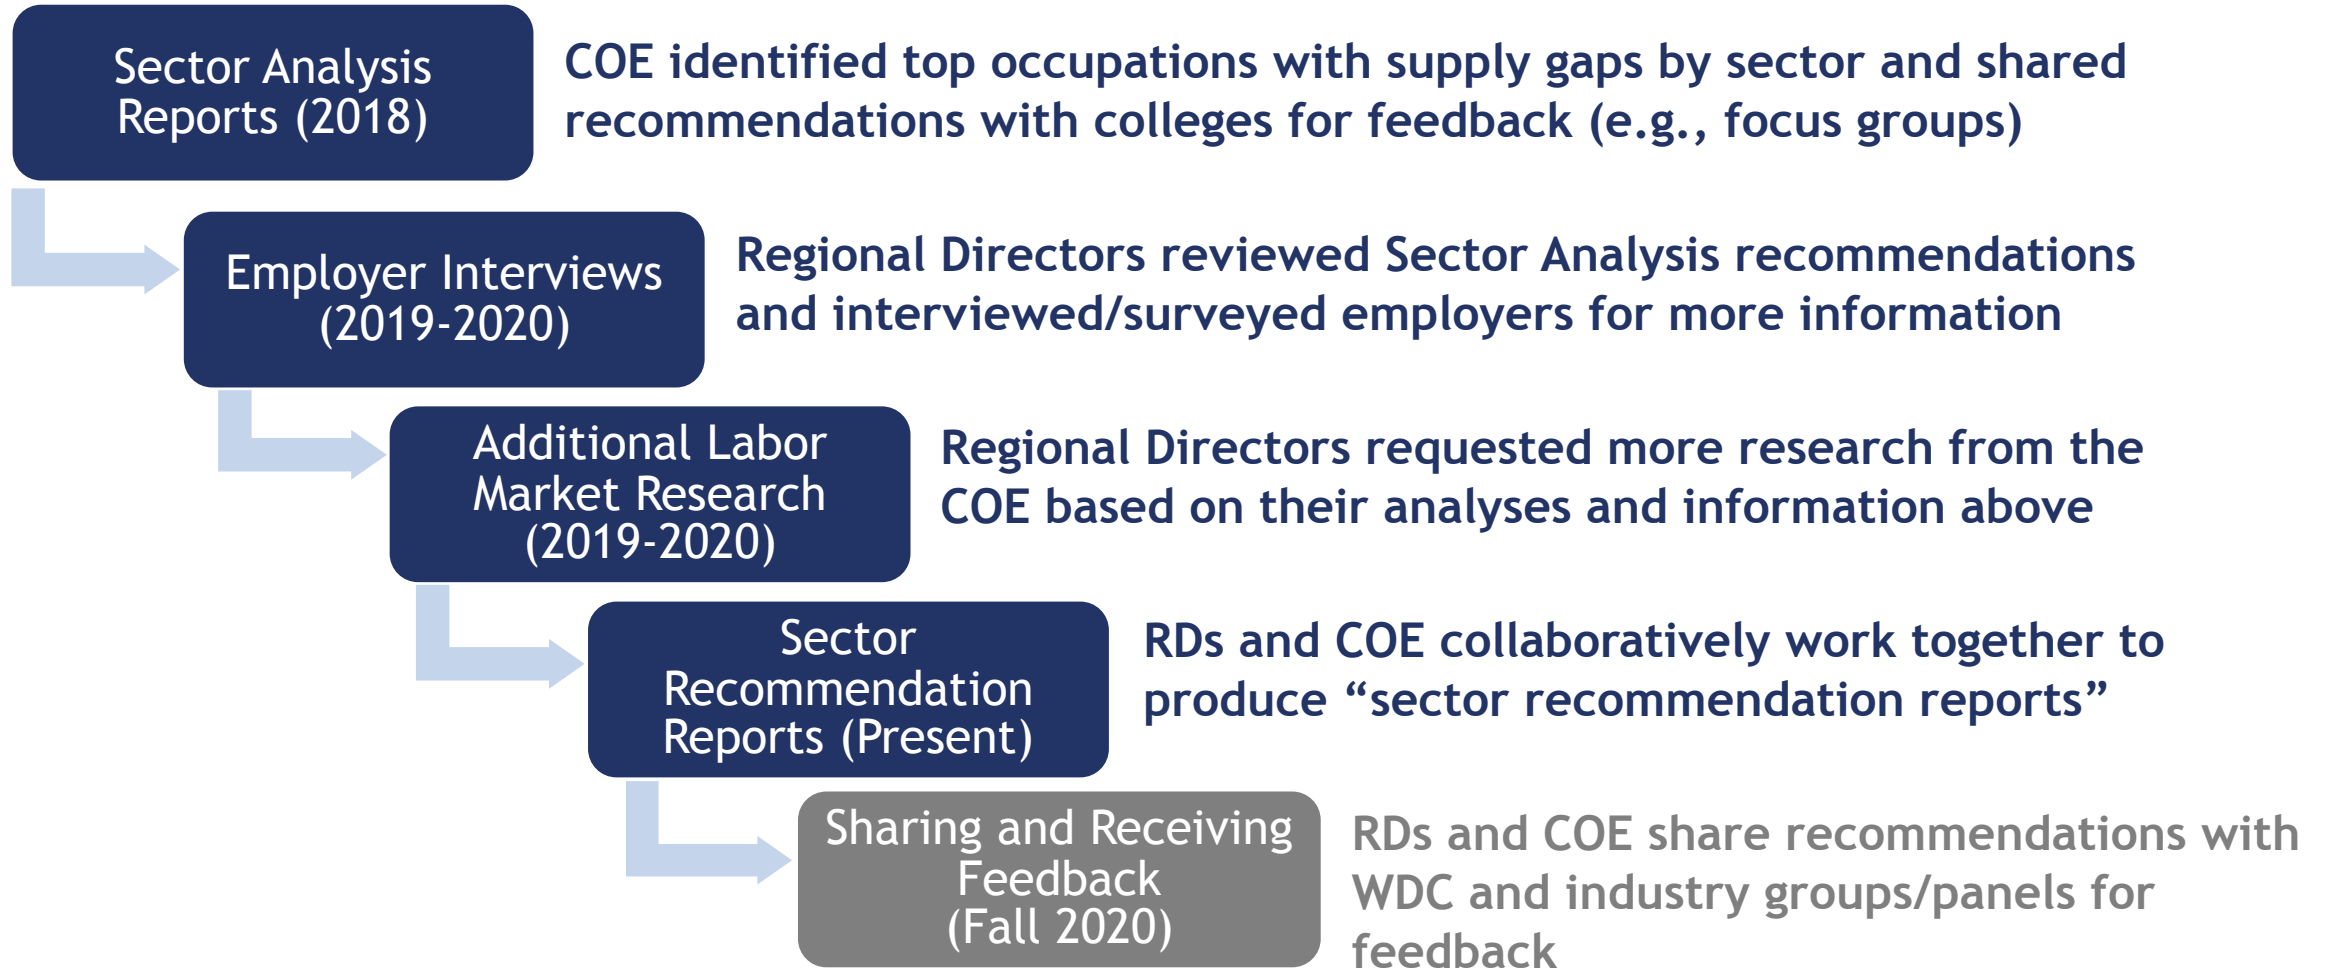 Sector Analysis
Reports (2018)
COE identified top occupations with supply gaps by sector and shared
recommendations with colleges for feedback (e.g., focus groups)
Employer Interviews
(2019-2020)
Regional Directors reviewed Sector Analysis recommendations
and interviewed/surveyed employers for more information
Additional Labor
Market Research
(2019-2020)
Regional Directors requested more research from the
COE based on their analyses and information above
Sector
Recommendation
Reports (Present)
RDs and COE collaboratively work together to
produce “sector recommendation reports”
Sharing and Receiving
Feedback
(Fall 2020)
RDs and COE share recommendations with
WDC and industry groups/panels for
feedback